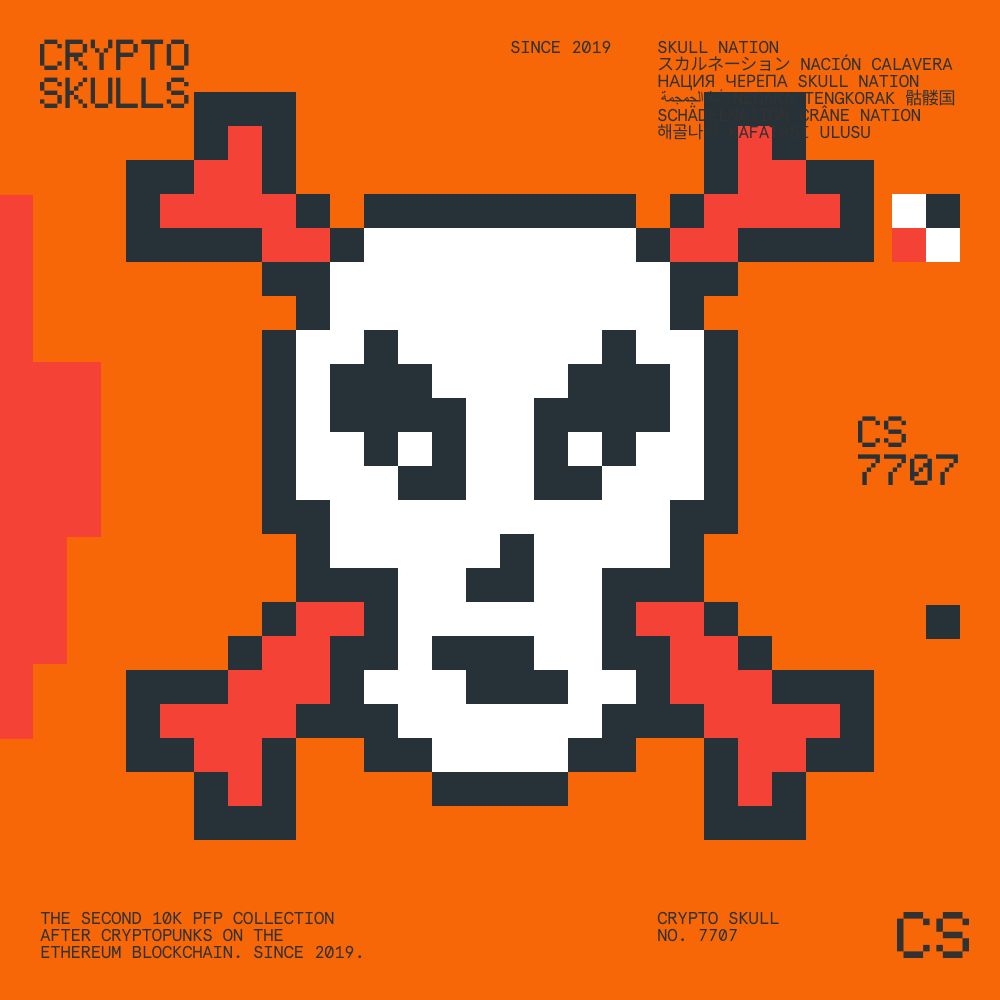 CRYPTO
SKULLS
SINCE 2019
SKULL NATION
スカルネーション NACIÓN CALAVERA
НАЦИЯ ЧЕРЕПА SKULL NATION
الجمجمة TENGKORAK 骷髅国
CRÂNE NATION
ULUSU
CS
7707
THE SECOND 10K PFP COLLECTION
AFTER CRYPTOPUNKS ON THE
ETHEREUM BLOCKCHAIN. SINCE 2019.
CRYPTO SKULL
NO. 7707
CS